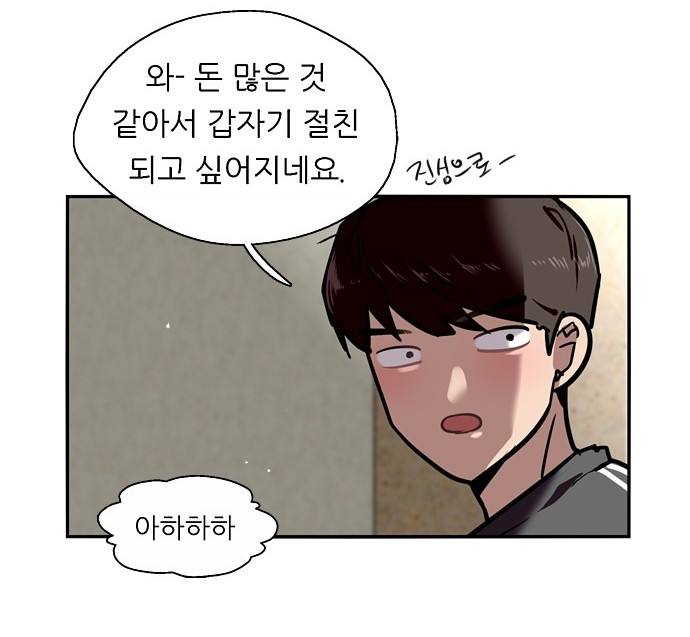 와- 돈 많은 것
같아서 갑자기 절친
되고 싶어지네요.
진심으로-
아하하하